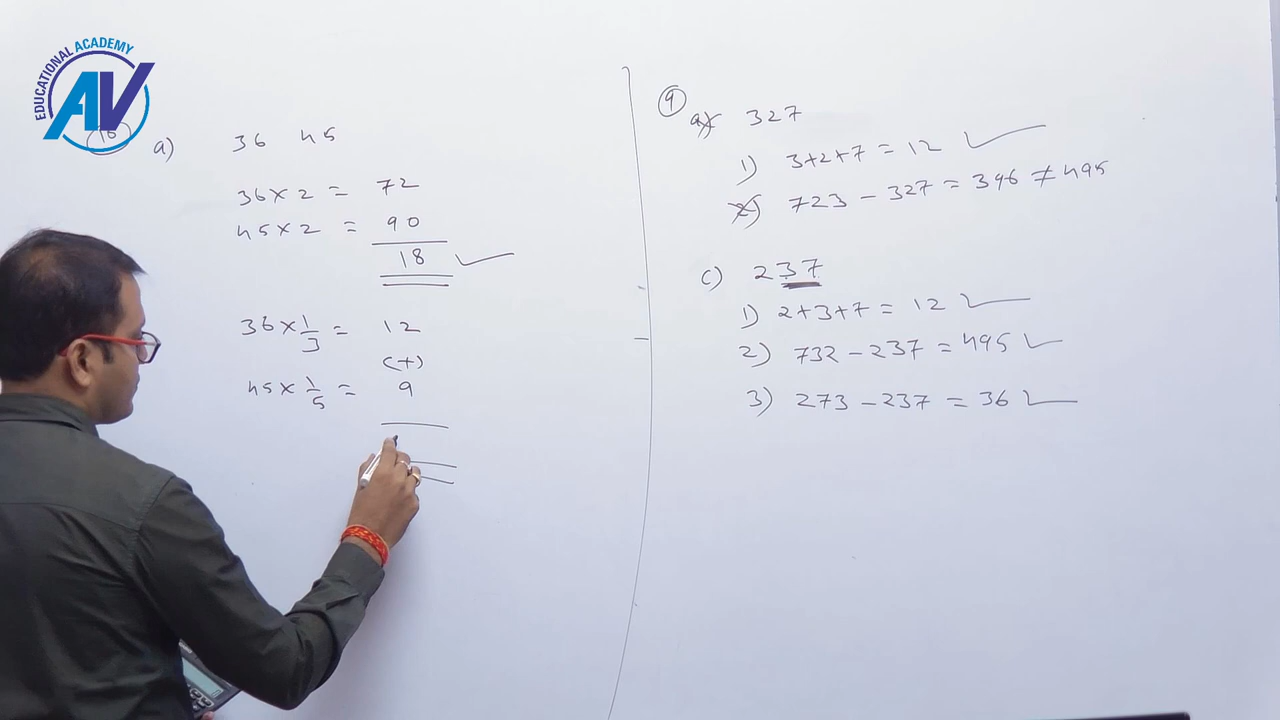 EDUCATIONAL ACADEMY
AV
10
a) 36 45
36 × 2 = 72
45 × 2 = 90
18 ✓
36 × 1/3 = 12
(+)
45 × 1/5 = 9
9
a) 327
1) 3+2+7 = 12 ✓
2) 723 - 327 = 396 ≠ 495
c) 237
1) 2+3+7 = 12 ✓
2) 732 - 237 = 495 ✓
3) 273 - 237 = 36 ✓